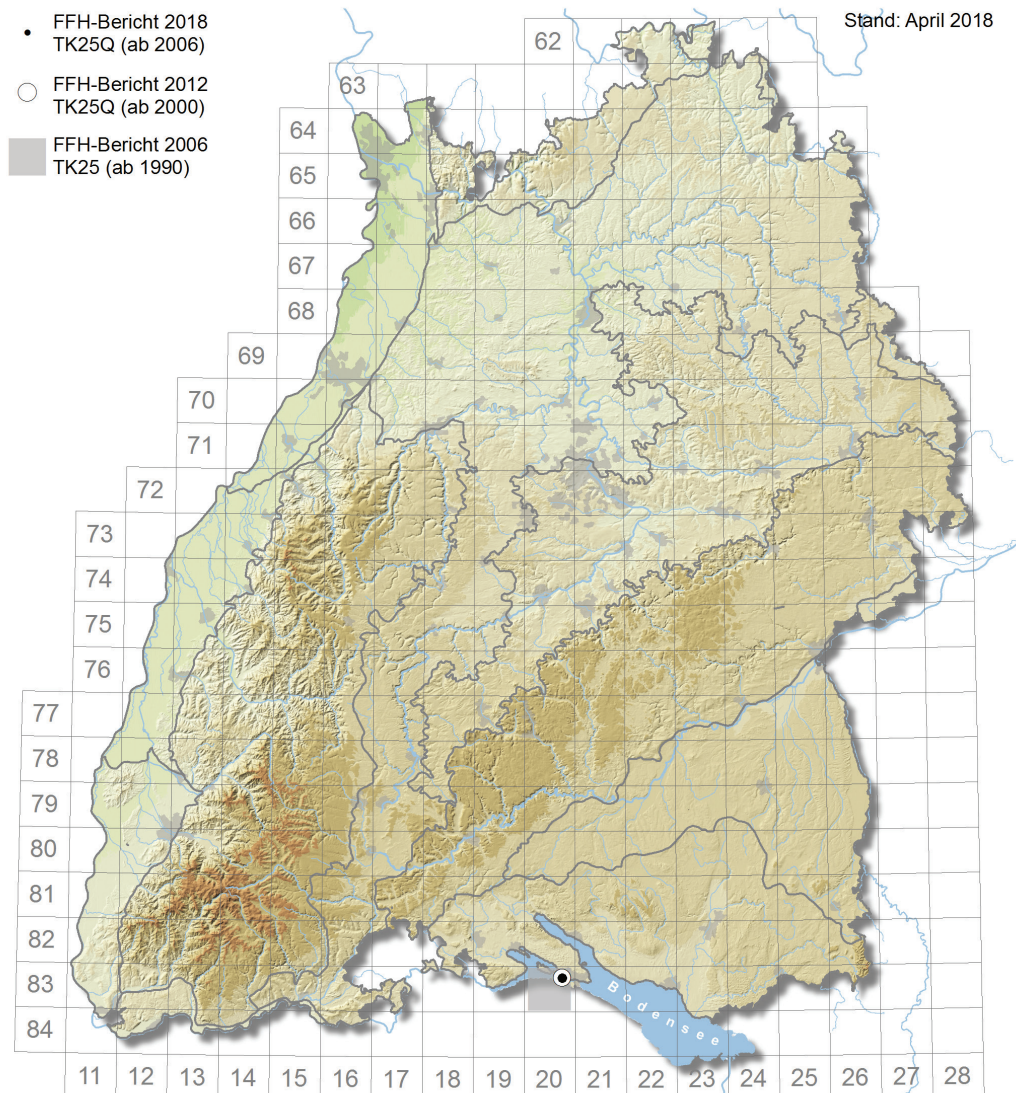 FFH-Bericht 2018
TK25Q (ab 2006)
FFH-Bericht 2012
TK25Q (ab 2000)
FFH-Bericht 2006
TK25 (ab 1990)
Stand: April 2018
62
63
64
65
66
67
68
69
70
71
72
73
74
75
76
77
78
79
80
81
82
83
84
Bodensee
11 12 13 14 15 16 17 18 19 20 21 22 23 24 25 26 27 28